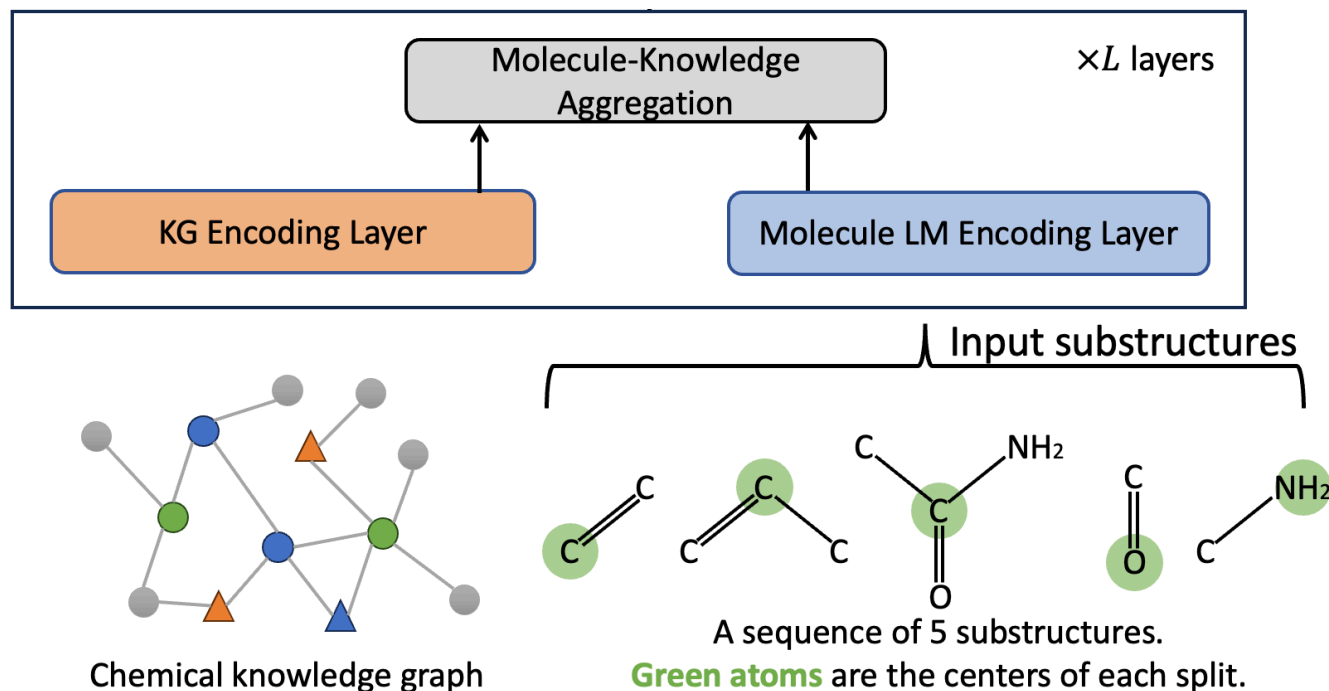 Molecule-Knowledge
Aggregation
×L layers
KG Encoding Layer
Molecule LM Encoding Layer
Input substructures
C
C
C
C
C
C
NH₂
C
O
C
O
NH₂
C
Chemical knowledge graph
A sequence of 5 substructures.
Green atoms are the centers of each split.